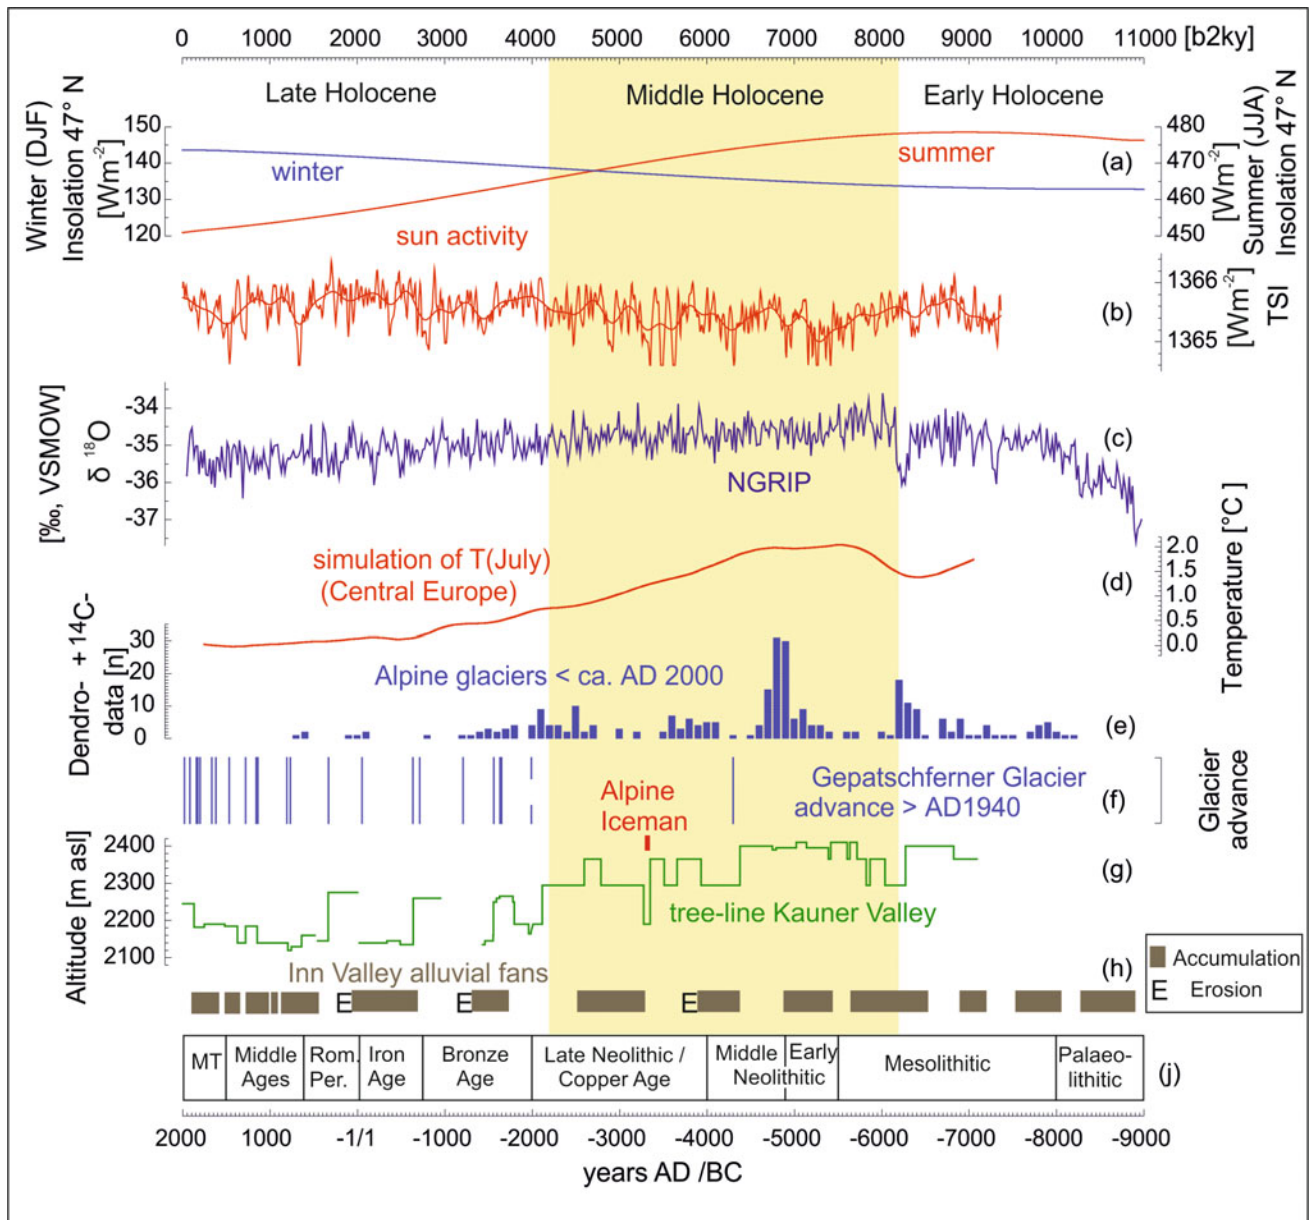 0 1000 2000 3000 4000 5000 6000 7000 8000 9000 10000 11000 [b2ky]
Late Holocene Middle Holocene Early Holocene
Winter (DJF)
Insolation 47° N
[Wm-2]
150
140
130
120
winter
summer
(a)
480
470
460
450
[Wm-2]
Summer (JJA)
Insolation 47° N
sun activity
(b)
1366
1365
[Wm-2]
TSI
[‰, VSMOW]
δ 18O
-34
-35
-36
-37
NGRIP
(c)
simulation of T(July)
(Central Europe)
(d)
2.0
1.5
1.0
0.5
0.0
Temperature [°C]
Dendro- + 14C-
data [n]
30
20
10
0
Alpine glaciers < ca. AD 2000
(e)
Gepatschferner Glacier
advance > AD1940
(f)
Glacier
advance
Alpine
Iceman
Altitude [m asl]
2400
2300
2200
2100
(g)
tree-line Kauner Valley
Inn Valley alluvial fans
(h)
E E E
Accumulation
E Erosion
MT
Middle
Ages
Rom.
Per.
Iron
Age
Bronze
Age
Late Neolithic /
Copper Age
Middle Early
Neolithitic
Mesolithitic
Palaeo-
lithitic
(j)
2000 1000 -1/1 -1000 -2000 -3000 -4000 -5000 -6000 -7000 -8000 -9000
years AD /BC